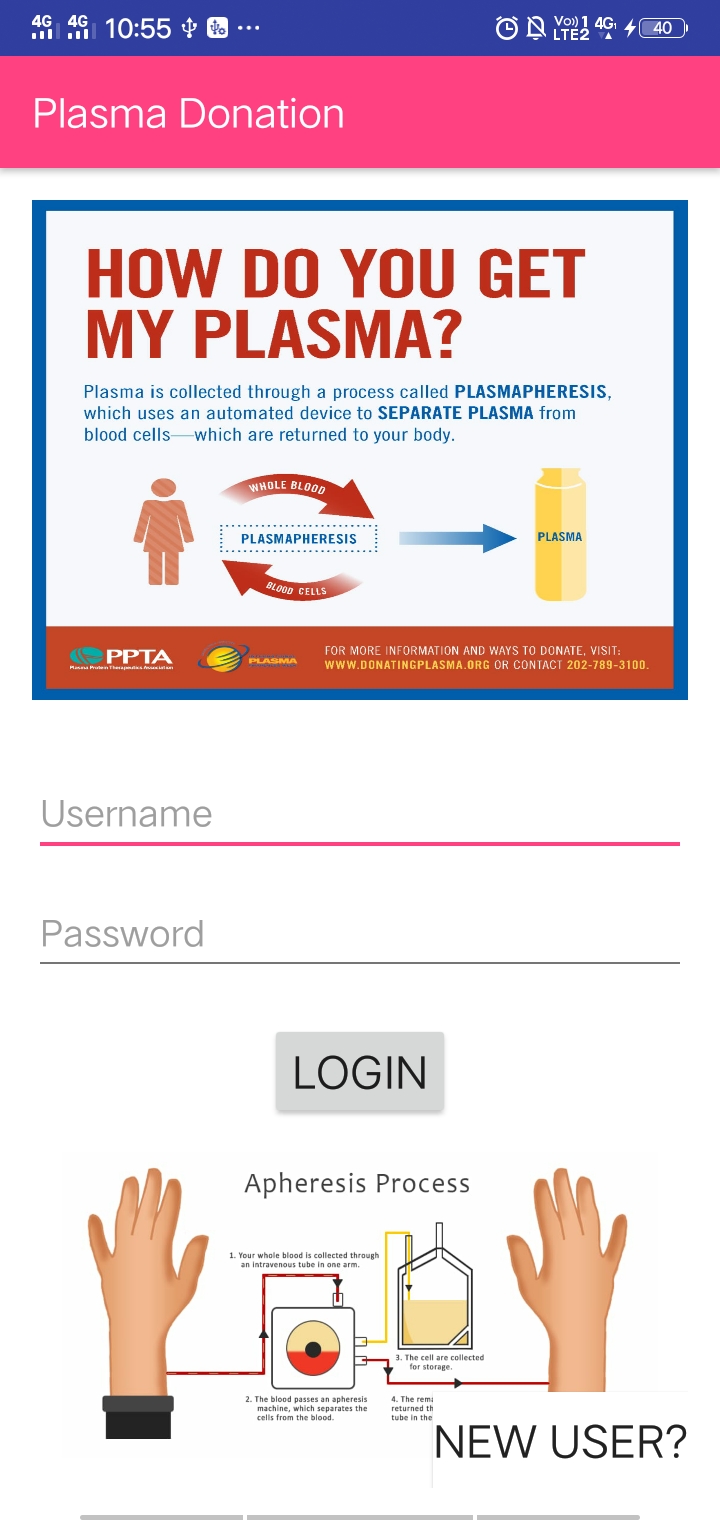 4G 4G 10:55 ... Vo)) 1 LTE2 4G 40
Plasma Donation
HOW DO YOU GET
MY PLASMA?
Plasma is collected through a process called PLASMAPHERESIS,
which uses an automated device to SEPARATE PLASMA from
blood cells—which are returned to your body.
WHOLE BLOOD
PLASMAPHERESIS
PLASMA
BLOOD CELLS
PPTA
Plasma Protein Therapeutics Association
PLASMA
FOR MORE INFORMATION AND WAYS TO DONATE, VISIT:
WWW.DONATINGPLASMA.ORG OR CONTACT 202-789-3100.
Username
Password
LOGIN
Apheresis Process
1. Your whole blood is collected through
an intravenous tube in one arm.
3. The cell are collected
for storage.
2. The blood passes an apheresis
machine, which separates the
cells from the blood.
4. The rema
returned th
tube in the
NEW USER?